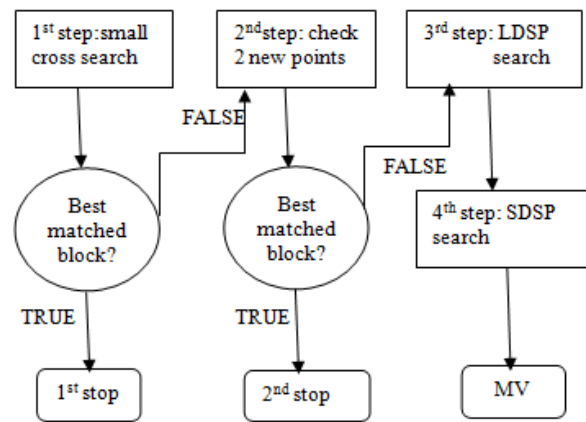 1st step:small
cross search
2nd step: check
2 new points
3rd step: LDSP
search
FALSE
FALSE
Best
matched
block?
Best
matched
block?
4th step: SDSP
search
TRUE
TRUE
1st stop
2nd stop
MV